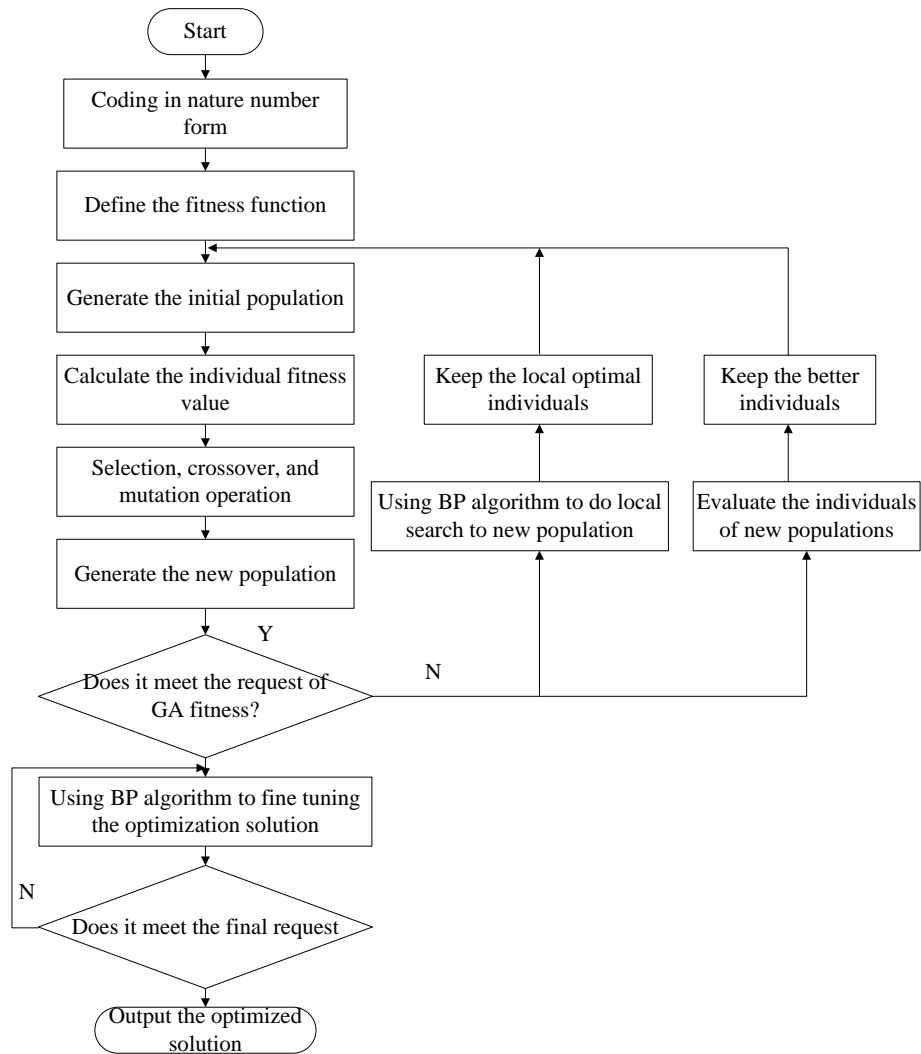 Start
Coding in nature number
form
Define the fitness function
Generate the initial population
Calculate the individual fitness
value
Keep the local optimal
individuals
Keep the better
individuals
Selection, crossover, and
mutation operation
Using BP algorithm to do local
search to new population
Evaluate the individuals
of new populations
Generate the new population
Y
Does it meet the request of
GA fitness?
N
Using BP algorithm to fine tuning
the optimization solution
N
Does it meet the final request
Output the optimized
solution